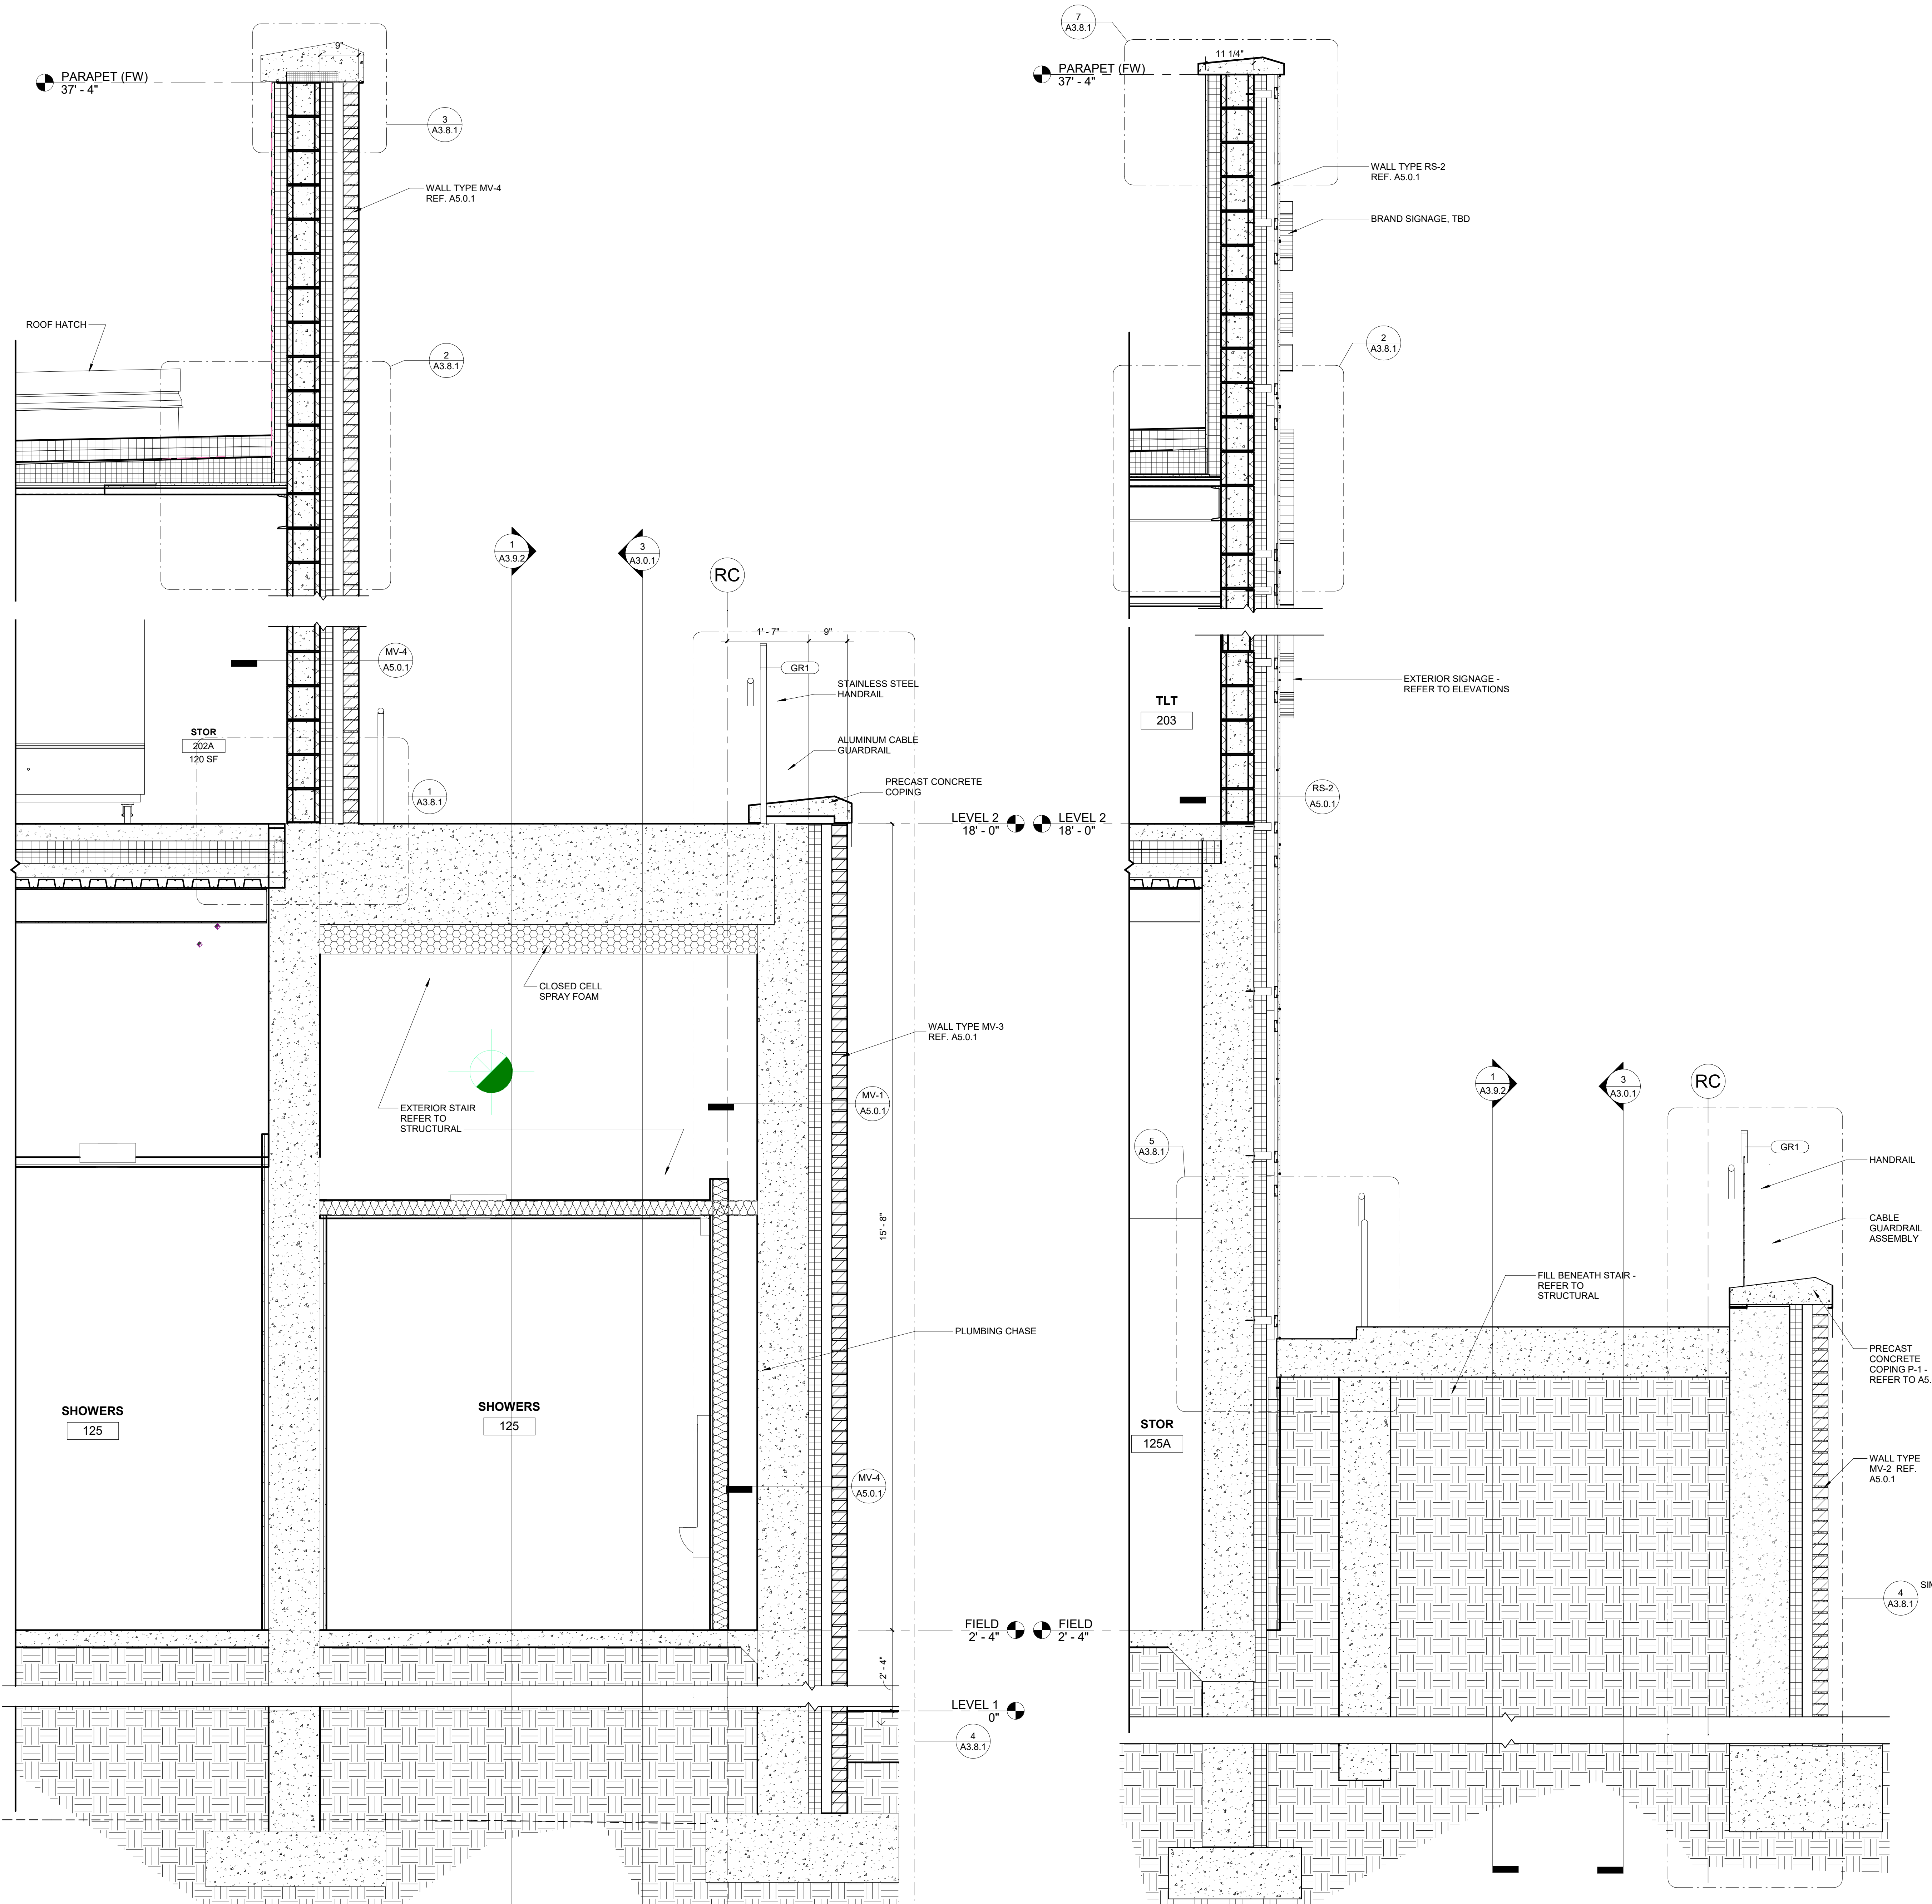 9"
PARAPET (FW)
37' - 4"
3
A3.8.1
WALL TYPE MV-4
REF. A5.0.1
ROOF HATCH
2
A3.8.1
1
A3.9.2
3
A3.0.1
RC
MV-4
A5.0.1
1' - 7"
9"
GR1
STAINLESS STEEL
HANDRAIL
STOR
202A
120 SF
ALUMINUM CABLE
GUARDRAIL
1
A3.8.1
PRECAST CONCRETE
COPING
LEVEL 2
18' - 0"
CLOSED CELL
SPRAY FOAM
WALL TYPE MV-3
REF. A5.0.1
EXTERIOR STAIR
REFER TO
STRUCTURAL
MV-1
A5.0.1
15' - 8"
PLUMBING CHASE
SHOWERS
125
SHOWERS
125
MV-4
A5.0.1
FIELD
2' - 4"
2' - 4"
LEVEL 1
0"
4
A3.8.1
7
A3.8.1
11 1/4"
PARAPET (FW)
37' - 4"
WALL TYPE RS-2
REF. A5.0.1
BRAND SIGNAGE, TBD
2
A3.8.1
EXTERIOR SIGNAGE -
REFER TO ELEVATIONS
TLT
203
RS-2
A5.0.1
LEVEL 2
18' - 0"
1
A3.9.2
3
A3.0.1
RC
5
A3.8.1
GR1
HANDRAIL
CABLE
GUARDRAIL
ASSEMBLY
FILL BENEATH STAIR -
REFER TO
STRUCTURAL
PRECAST
CONCRETE
COPING P-1 -
REFER TO A5.
STOR
125A
WALL TYPE
MV-2 REF.
A5.0.1
4
A3.8.1
FIELD
2' - 4"